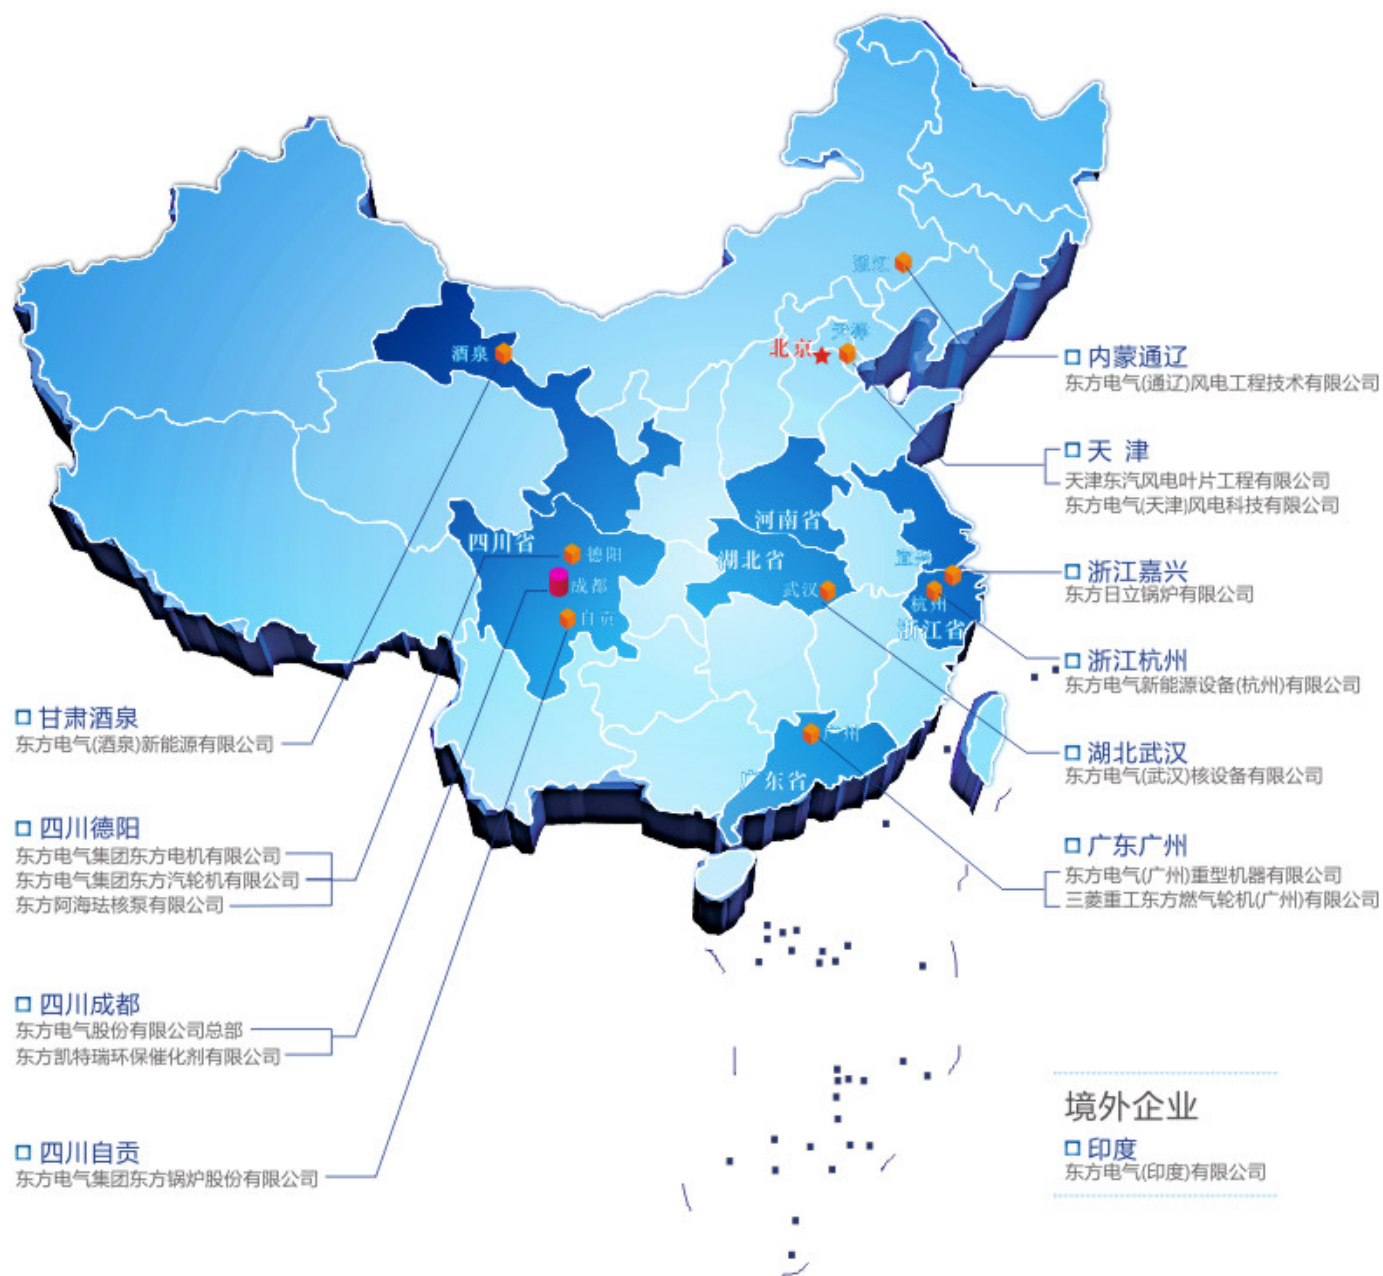 通辽
天津
北京
酒泉
内蒙通辽
东方电气(通辽)风电工程技术有限公司
天 津
天津东汽风电叶片工程有限公司
东方电气(天津)风电科技有限公司
河南省
四川省
德阳
湖北省
成都
武汉
自贡
杭州
浙江省
浙江嘉兴
东方日立锅炉有限公司
浙江杭州
东方电气新能源设备(杭州)有限公司
甘肃酒泉
东方电气(酒泉)新能源有限公司
广州
广东省
湖北武汉
东方电气(武汉)核设备有限公司
四川德阳
东方电气集团东方电机有限公司
东方电气集团东方汽轮机有限公司
东方阿海珐核泵有限公司
广东广州
东方电气(广州)重型机器有限公司
三菱重工东方燃气轮机(广州)有限公司
四川成都
东方电气股份有限公司总部
东方凯特瑞环保催化剂有限公司
四川自贡
东方电气集团东方锅炉股份有限公司
境外企业
印度
东方电气(印度)有限公司